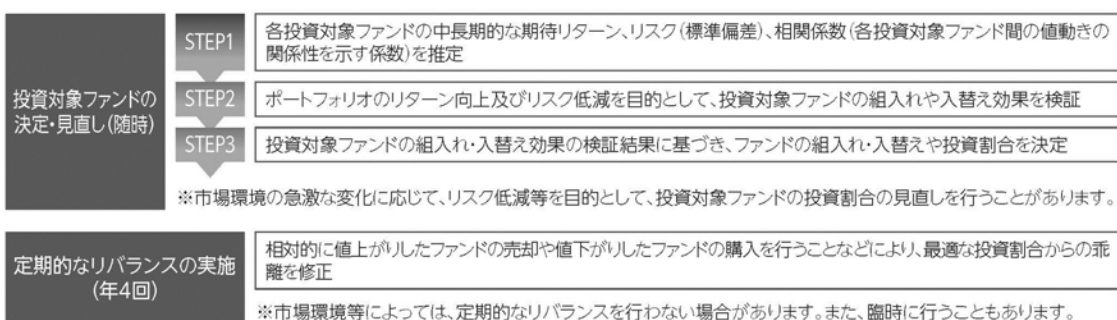 投資対象ファンドの
決定・見直し(随時)
STEP1
各投資対象ファンドの中長期的な期待リターン、リスク(標準偏差)、相関係数(各投資対象ファンド間の値動きの
関係性を示す係数)を推定
STEP2
ポートフォリオのリターン向上及びリスク低減を目的として、投資対象ファンドの組入れや入替え効果を検証
STEP3
投資対象ファンドの組入れ・入替え効果の検証結果に基づき、ファンドの組入れ・入替えや投資割合を決定
※市場環境の急激な変化に応じて、リスク低減等を目的として、投資対象ファンドの投資割合の見直しを行うことがあります。
定期的なリバランスの実施
(年4回)
相対的に値上がりしたファンドの売却や値下がりしたファンドの購入を行うことなどにより、最適な投資割合からの乖
離を修正
※市場環境等によっては、定期的なリバランスを行わない場合があります。また、臨時に行うこともあります。